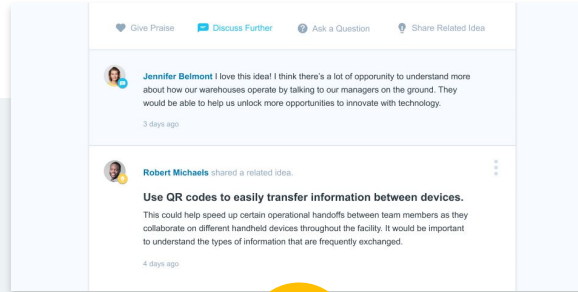 Give Praise Discuss Further Ask a Question Share Related Idea
Jennifer Belmont I love this idea! I think there's a lot of opporunity to understand more
about how our warehouses operate by talking to our managers on the ground. They
would be able to help us unlock more opportunities to innovate with technology.
3 days ago
Robert Michaels shared a related idea.
Use QR codes to easily transfer information between devices.
This could help speed up certain operational handoffs between team members as they
collaborate on different handheld devices throughout the facility. It would be important
to understand the types of information that are frequently exchanged.
4 days ago